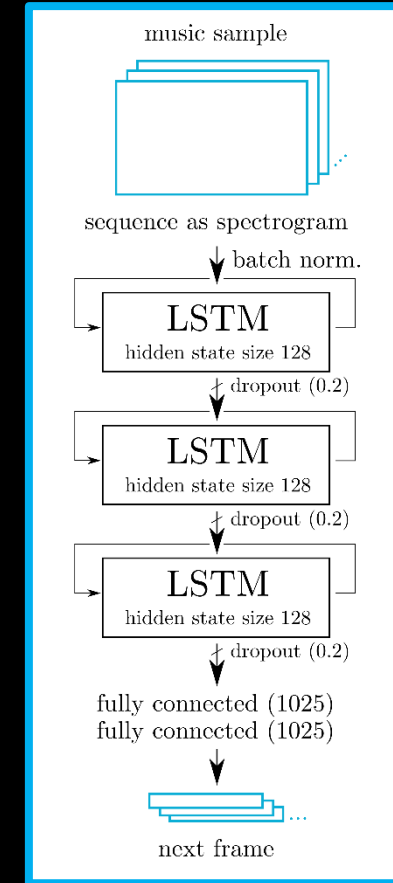 music sample
...
sequence as spectrogram
batch norm.
LSTM
hidden state size 128
dropout (0.2)
LSTM
hidden state size 128
dropout (0.2)
LSTM
hidden state size 128
dropout (0.2)
fully connected (1025)
fully connected (1025)
...
next frame